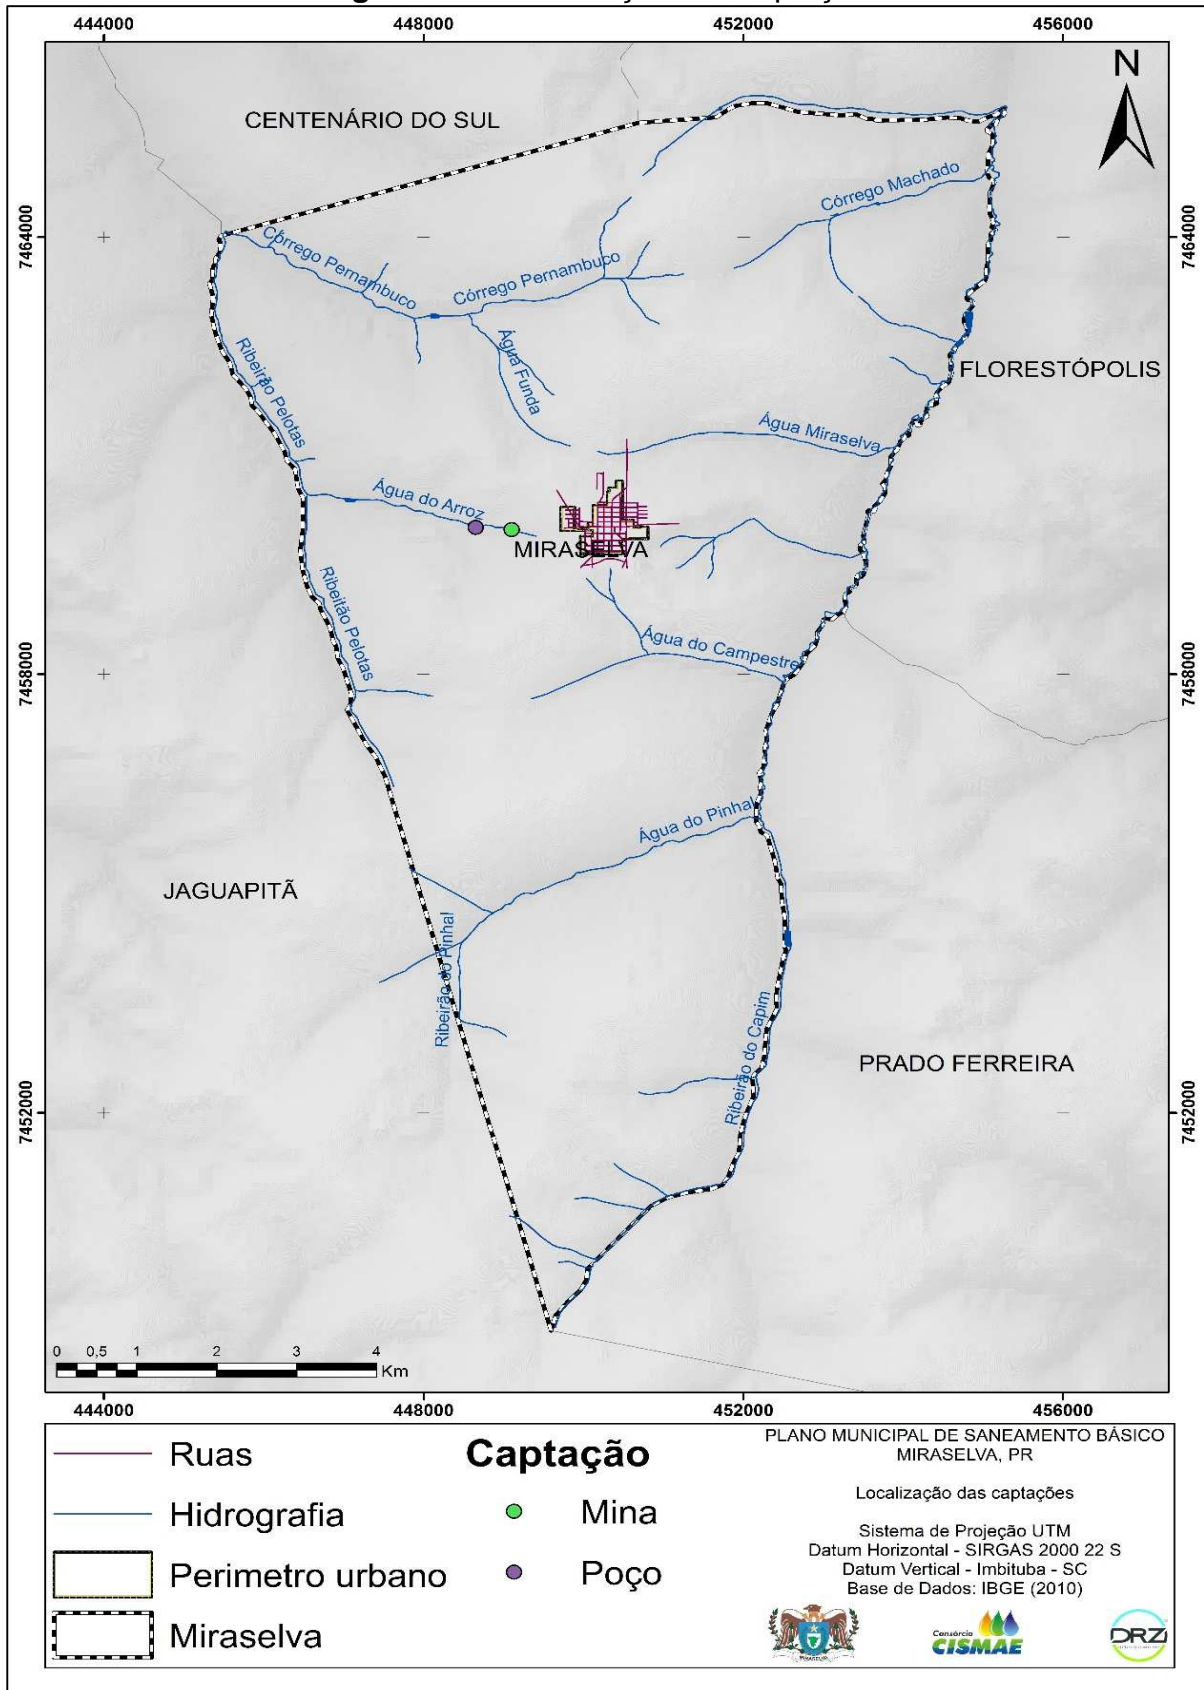 444000
448000
452000
456000
N
CENTENÁRIO DO SUL
Córrego Machado
7464000
7464000
Córrego Pernambuco
Córrego Pernambuco
Água Funda
Ribeirão Pelotas
FLORESTÓPOLIS
Água Miraselva
Água do Arroz
MIRASELVA
Ribeitão Pelotas
Água do Campestre
7458000
7458000
Água do Pinhal
JAGUAPITÃ
Ribeirão do Pinhal
Ribeirão do Capim
PRADO FERREIRA
7452000
7452000
0 0,5 1 2 3 4
Km
444000
448000
452000
456000
Ruas
Hidrografia
Perimetro urbano
Miraselva
Captação
Mina
Poço
PLANO MUNICIPAL DE SANEAMENTO BÁSICO
MIRASELVA, PR
Localização das captações
Sistema de Projeção UTM
Datum Horizontal - SIRGAS 2000 22 S
Datum Vertical - Imbituba - SC
Base de Dados: IBGE (2010)
MIRASELVA
Consórcio
CISMAE
DRZ